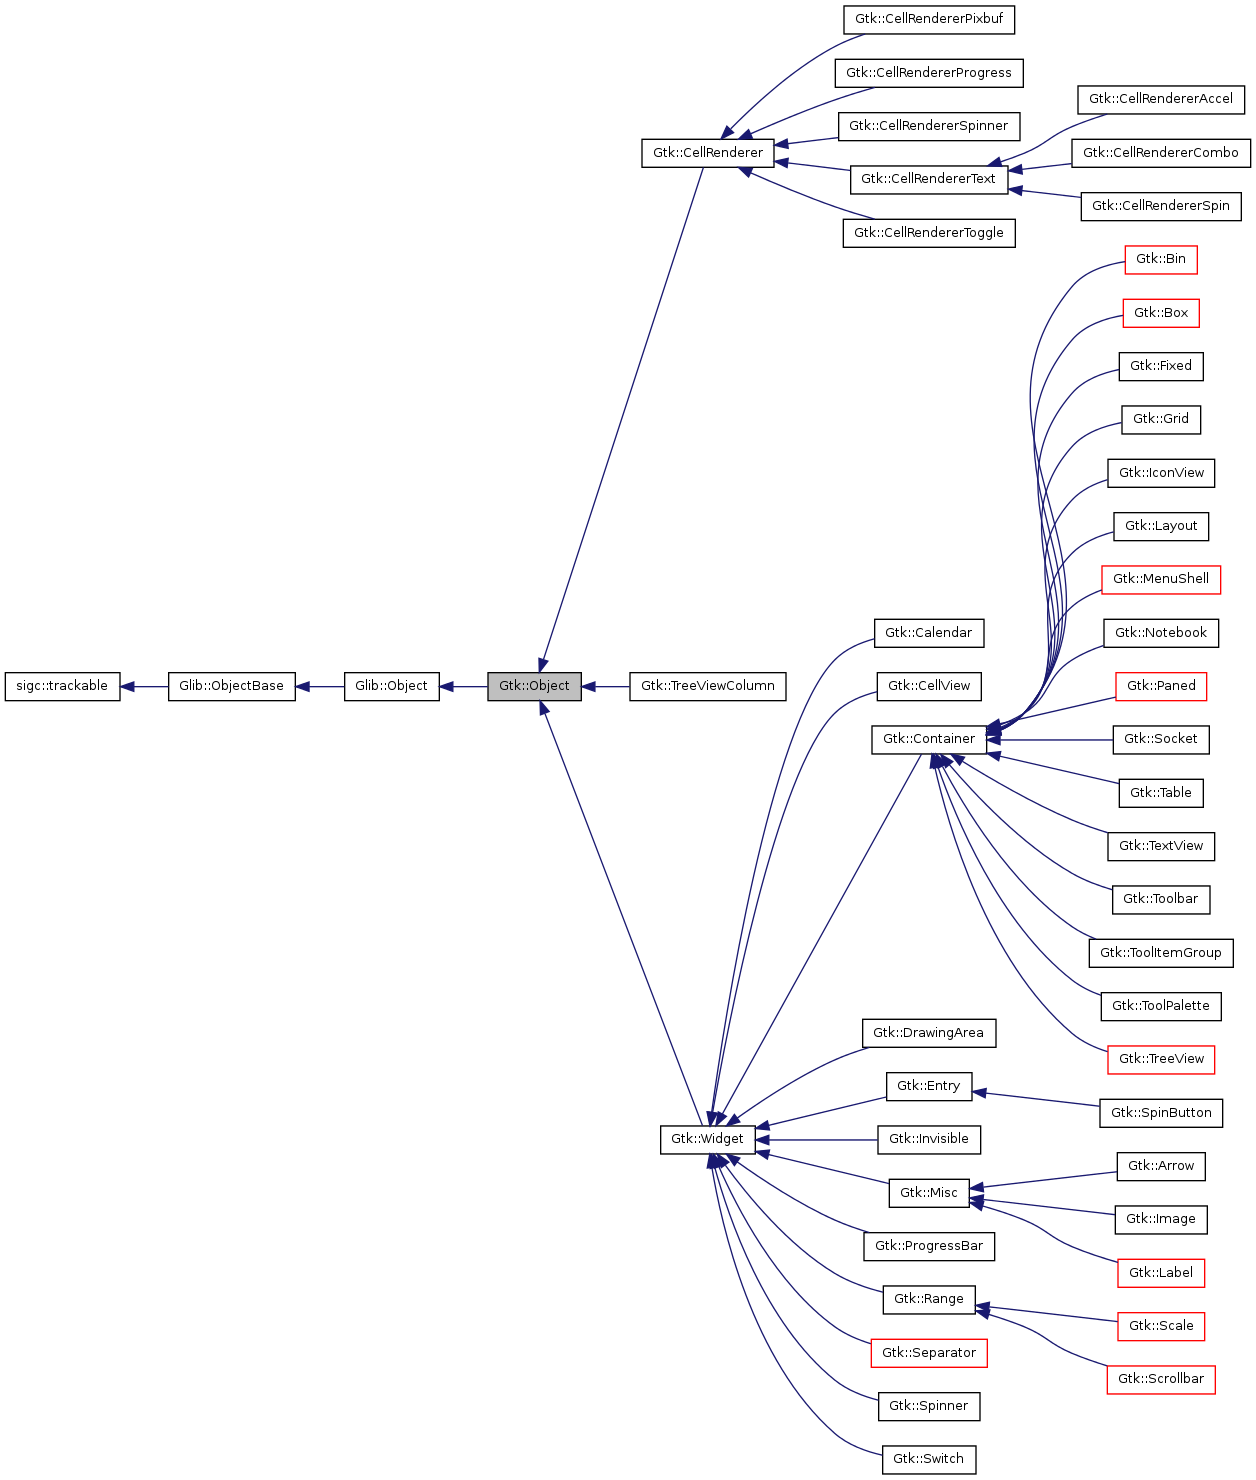 Gtk::CellRendererPixbuf
Gtk::CellRendererProgress
Gtk::CellRendererAccel
Gtk::CellRendererSpinner
Gtk::CellRenderer
Gtk::CellRendererCombo
Gtk::CellRendererText
Gtk::CellRendererSpin
Gtk::CellRendererToggle
Gtk::Bin
Gtk::Box
Gtk::Fixed
Gtk::Grid
Gtk::IconView
Gtk::Layout
Gtk::MenuShell
Gtk::Calendar
Gtk::Notebook
sigc::trackable
Glib::ObjectBase
Glib::Object
Gtk::Object
Gtk::TreeViewColumn
Gtk::CellView
Gtk::Paned
Gtk::Container
Gtk::Socket
Gtk::Table
Gtk::TextView
Gtk::Toolbar
Gtk::ToolItemGroup
Gtk::ToolPalette
Gtk::DrawingArea
Gtk::TreeView
Gtk::Entry
Gtk::SpinButton
Gtk::Widget
Gtk::Invisible
Gtk::Arrow
Gtk::Misc
Gtk::Image
Gtk::ProgressBar
Gtk::Label
Gtk::Range
Gtk::Scale
Gtk::Separator
Gtk::Scrollbar
Gtk::Spinner
Gtk::Switch